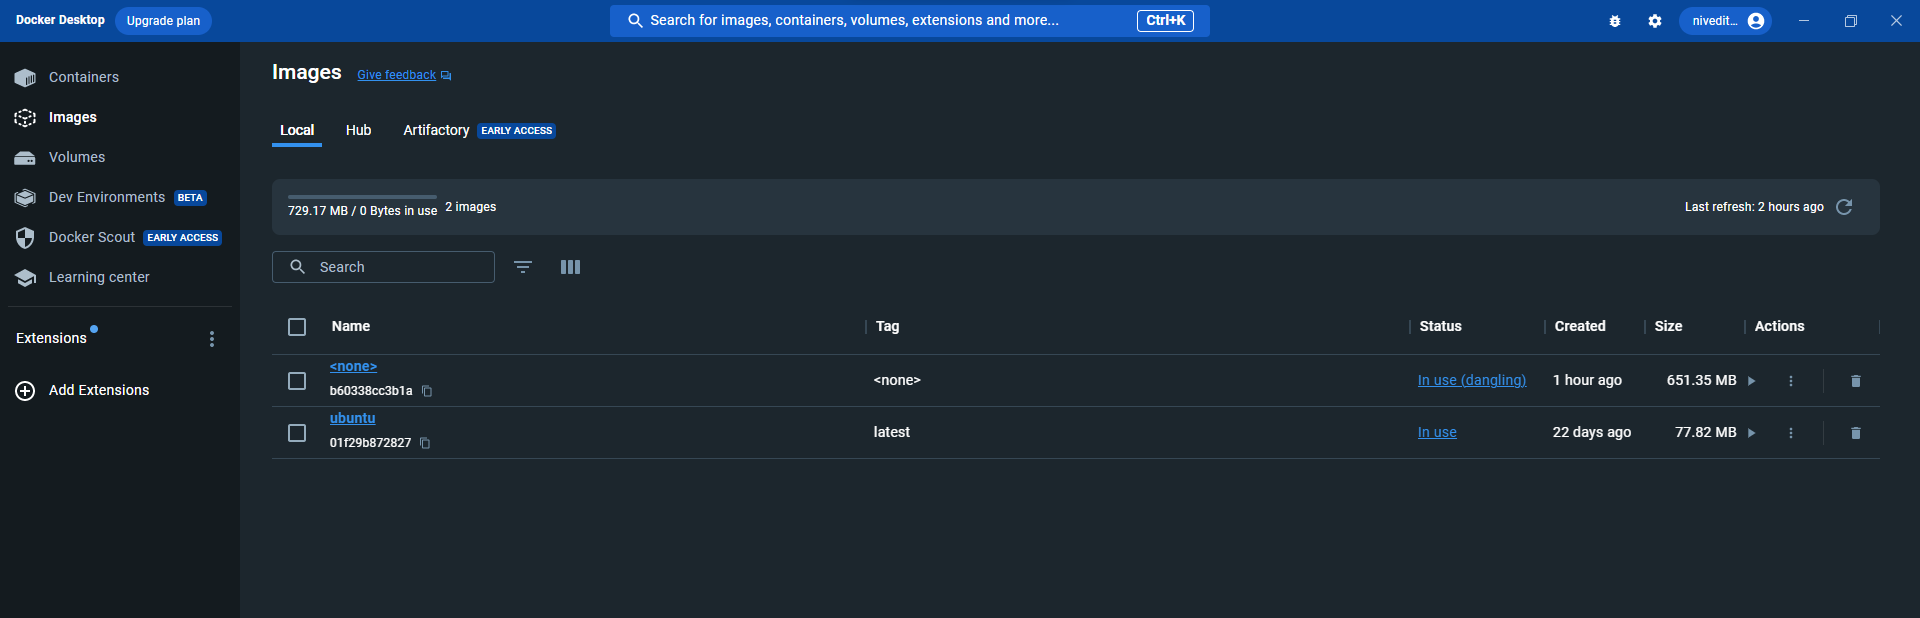 Docker Desktop Upgrade plan Search for images, containers, volumes, extensions and more... Ctrl+K nivedit...
Containers
Images
Volumes
Dev Environments BETA
Docker Scout EARLY ACCESS
Learning center
Extensions
Add Extensions
Images Give feedback
Local Hub Artifactory EARLY ACCESS
729.17 MB / 0 Bytes in use 2 images Last refresh: 2 hours ago
Search
Name Tag Status Created Size Actions
<none>
b60338cc3b1a <none> In use (dangling) 1 hour ago 651.35 MB
ubuntu
01f29b872827 latest In use 22 days ago 77.82 MB